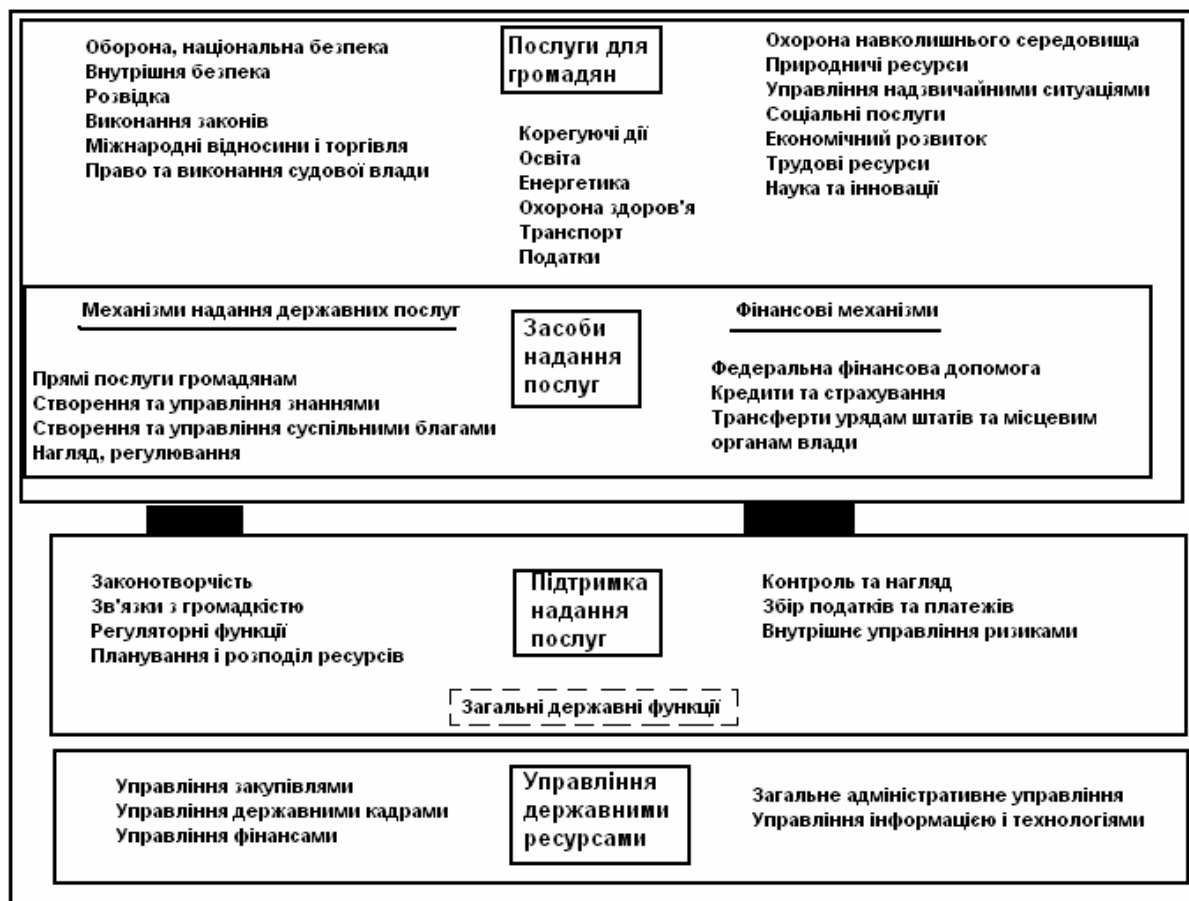 Оборона, національна безпека
Внутрішня безпека
Розвідка
Виконання законів
Міжнародні відносини і торгівля
Право та виконання судової влади
Послуги для
громадян
Корегуючі дії
Освіта
Енергетика
Охорона здоров'я
Транспорт
Податки
Охорона навколишнього середовища
Природничі ресурси
Управління надзвичайними ситуаціями
Соціальні послуги
Економічний розвиток
Трудові ресурси
Наука та інновації
Механізми надання державних послуг
Прямі послуги громадянам
Створення та управління знаннями
Створення та управління суспільними благами
Нагляд, регулювання
Засоби
надання
послуг
Фінансові механізми
Федеральна фінансова допомога
Кредити та страхування
Трансферти урядам штатів та місцевим
органам влади
Законотворчість
Зв'язки з громадкістю
Регуляторні функції
Планування і розподіл ресурсів
Підтримка
надання
послуг
Контроль та нагляд
Збір податків та платежів
Внутрішнє управління ризиками
Загальні державні функції
Управління закупівлями
Управління державними кадрами
Управління фінансами
Управління
державними
ресурсами
Загальне адміністративне управління
Управління інформацією і технологіями